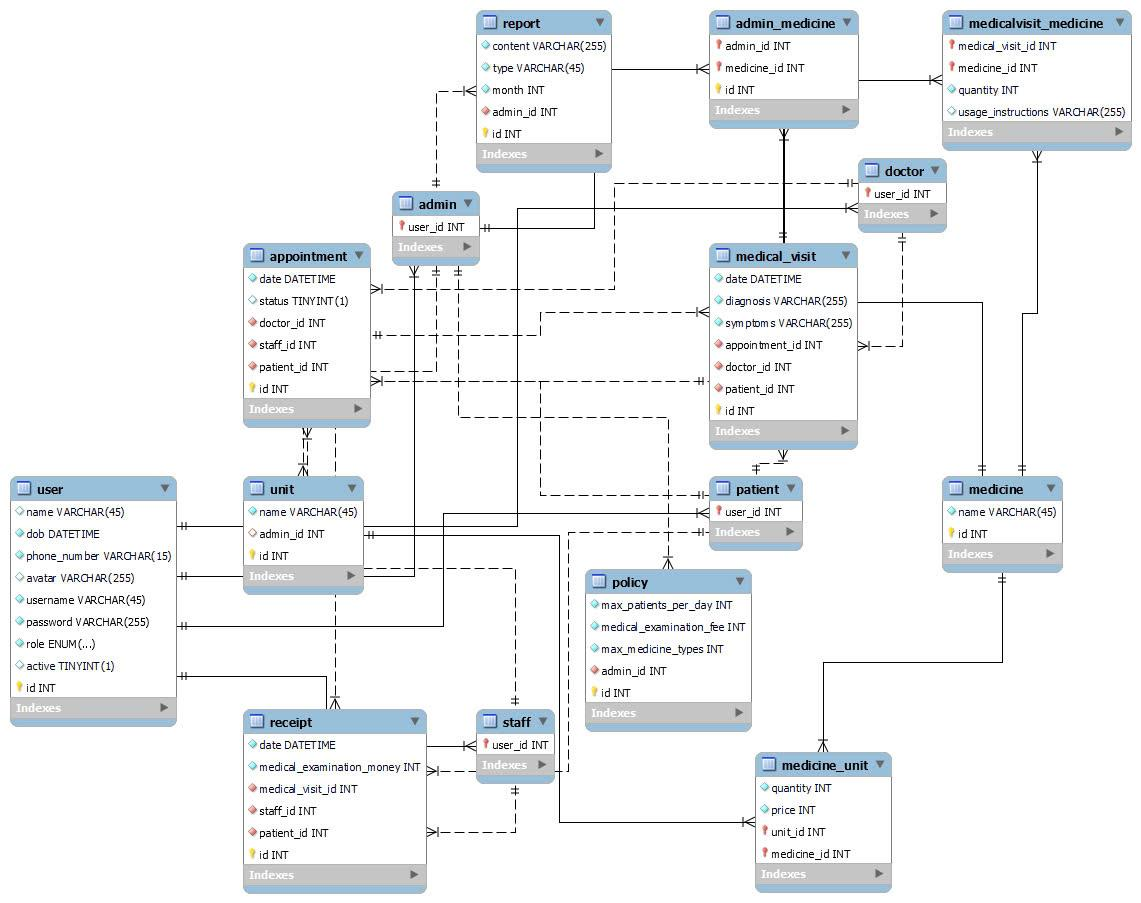 report
content VARCHAR(255)
type VARCHAR(45)
month INT
admin_id INT
id INT
Indexes
admin_medicine
admin_id INT
medicine_id INT
id INT
Indexes
medicalvisit_medicine
medical_visit_id INT
medicine_id INT
quantity INT
usage_instructions VARCHAR(255)
Indexes
doctor
user_id INT
Indexes
admin
user_id INT
Indexes
appointment
date DATETIME
status TINYINT(1)
doctor_id INT
staff_id INT
patient_id INT
id INT
Indexes
medical_visit
date DATETIME
diagnosis VARCHAR(255)
symptoms VARCHAR(255)
appointment_id INT
doctor_id INT
patient_id INT
id INT
Indexes
user
name VARCHAR(45)
dob DATETIME
phone_number VARCHAR(15)
avatar VARCHAR(255)
username VARCHAR(45)
password VARCHAR(255)
role ENUM(...)
active TINYINT(1)
id INT
Indexes
unit
name VARCHAR(45)
admin_id INT
id INT
Indexes
patient
user_id INT
Indexes
medicine
name VARCHAR(45)
id INT
Indexes
policy
max_patients_per_day INT
medical_examination_fee INT
max_medicine_types INT
admin_id INT
id INT
Indexes
receipt
date DATETIME
medical_examination_money INT
medical_visit_id INT
staff_id INT
patient_id INT
id INT
Indexes
staff
user_id INT
Indexes
medicine_unit
quantity INT
price INT
unit_id INT
medicine_id INT
Indexes